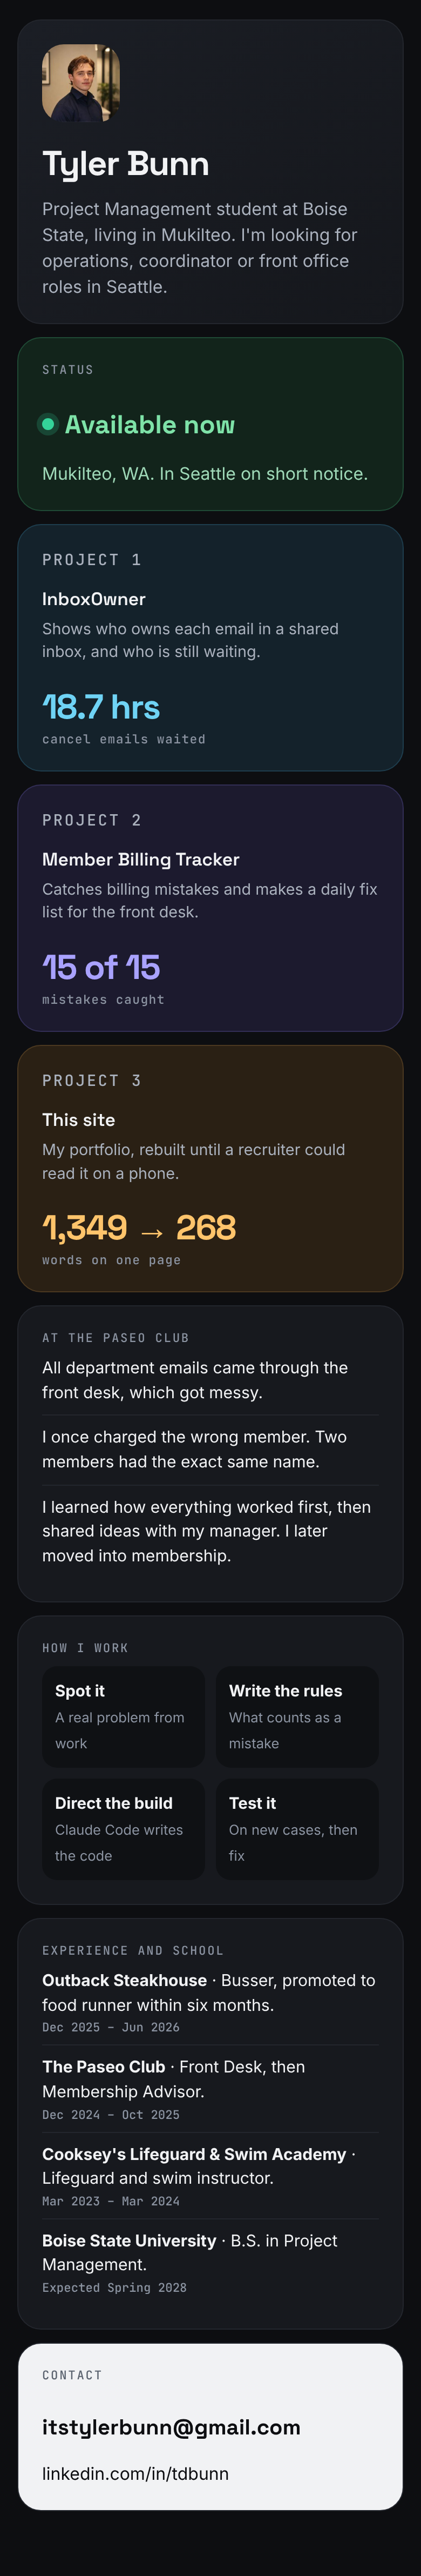 Tyler Bunn
Project Management student at Boise
State, living in Mukilteo. I'm looking for
operations, coordinator or front office
roles in Seattle.
STATUS
Available now
Mukilteo, WA. In Seattle on short notice.
PROJECT 1
InboxOwner
Shows who owns each email in a shared
inbox, and who is still waiting.
18.7 hrs
cancel emails waited
PROJECT 2
Member Billing Tracker
Catches billing mistakes and makes a daily fix
list for the front desk.
15 of 15
mistakes caught
PROJECT 3
This site
My portfolio, rebuilt until a recruiter could
read it on a phone.
1,349 → 268
words on one page
AT THE PASEO CLUB
All department emails came through the
front desk, which got messy.
I once charged the wrong member. Two
members had the exact same name.
I learned how everything worked first, then
shared ideas with my manager. I later
moved into membership.
HOW I WORK
Spot it
A real problem from
work
Write the rules
What counts as a
mistake
Direct the build
Claude Code writes
the code
Test it
On new cases, then
fix
EXPERIENCE AND SCHOOL
Outback Steakhouse · Busser, promoted to
food runner within six months.
Dec 2025 – Jun 2026
The Paseo Club · Front Desk, then
Membership Advisor.
Dec 2024 – Oct 2025
Cooksey's Lifeguard & Swim Academy ·
Lifeguard and swim instructor.
Mar 2023 – Mar 2024
Boise State University · B.S. in Project
Management.
Expected Spring 2028
CONTACT
itstylerbunn@gmail.com
linkedin.com/in/tdbunn